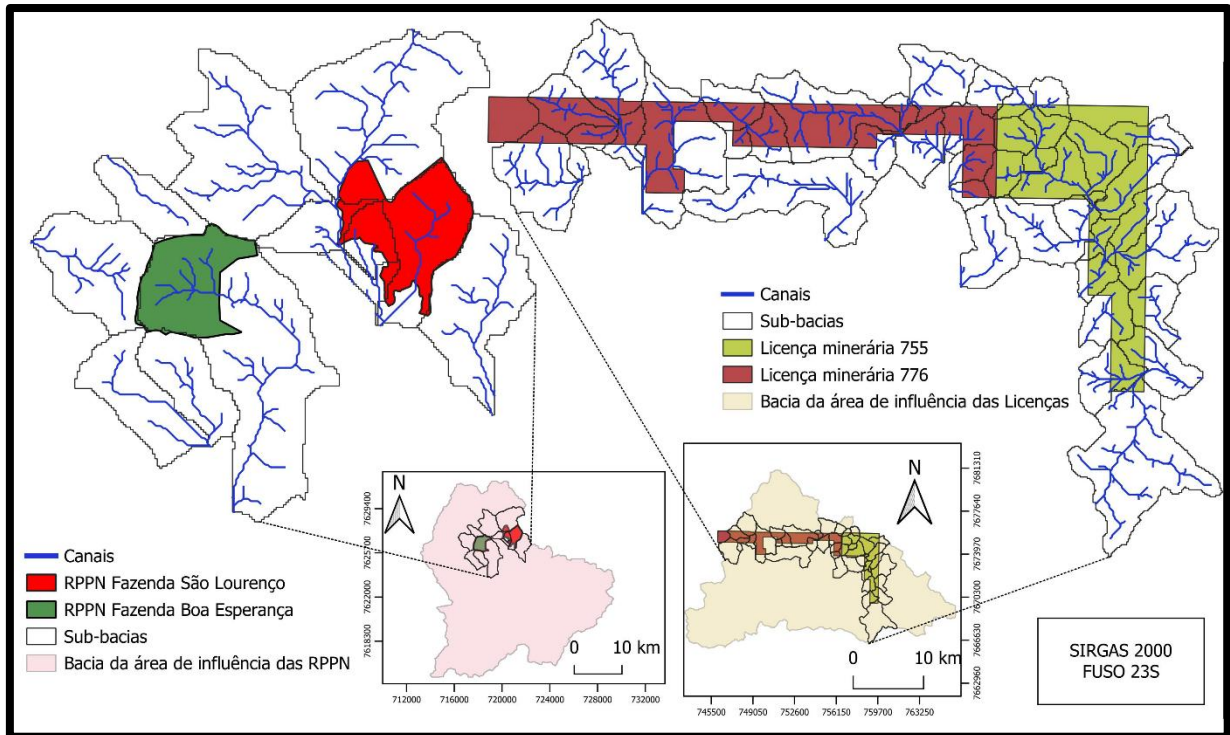 Canais
Sub-bacias
Licença minerária 755
Licença minerária 776
Bacia da área de influência das Licenças
Canais
RPPN Fazenda São Lourenço
RPPN Fazenda Boa Esperança
Sub-bacias
Bacia da área de influência das RPPN
N
0 10 km
7629400
7625700
7622000
7618300
712000 716000 720000 724000 728000 732000
N
0 10 km
7681310
7677640
7673970
7670300
7666630
7662960
745500 749050 752600 756150 759700 763250
SIRGAS 2000
FUSO 23S